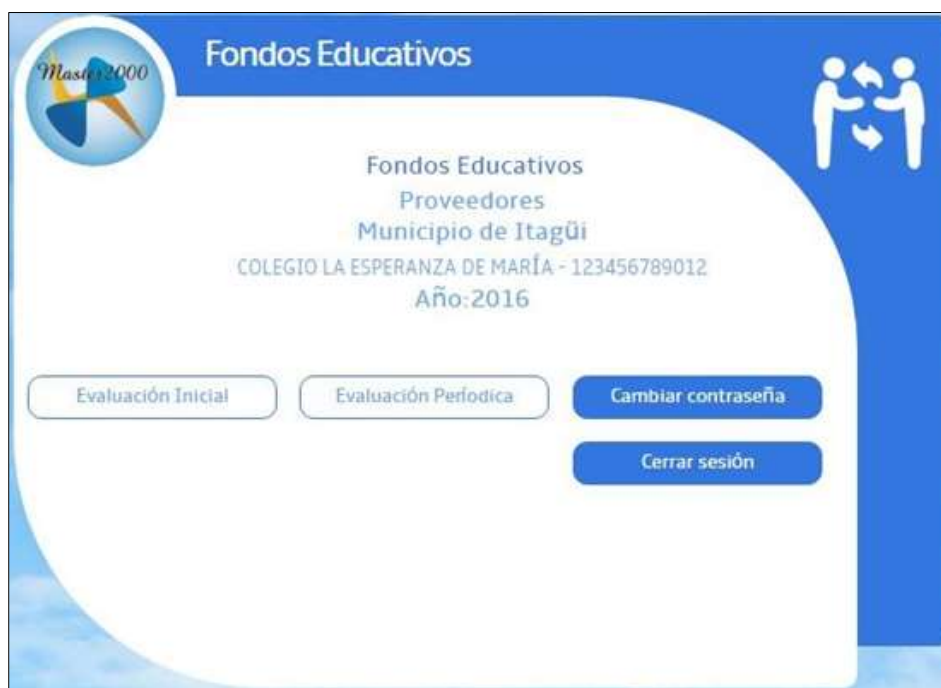 Master2000
Fondos Educativos
Fondos Educativos
Proveedores
Municipio de Itagüi
COLEGIO LA ESPERANZA DE MARÍA - 123456789012
Año:2016
Evaluación Inicial
Evaluación Períodica
Cambiar contraseña
Cerrar sesión